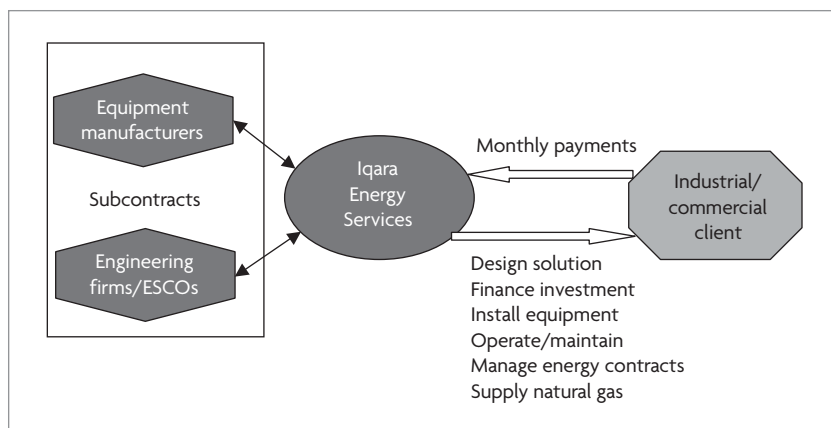 Equipment
manufacturers
Subcontracts
Engineering
firms/ESCOs
Iqara
Energy
Services
Monthly payments
Industrial/
commercial
client
Design solution
Finance investment
Install equipment
Operate/maintain
Manage energy contracts
Supply natural gas